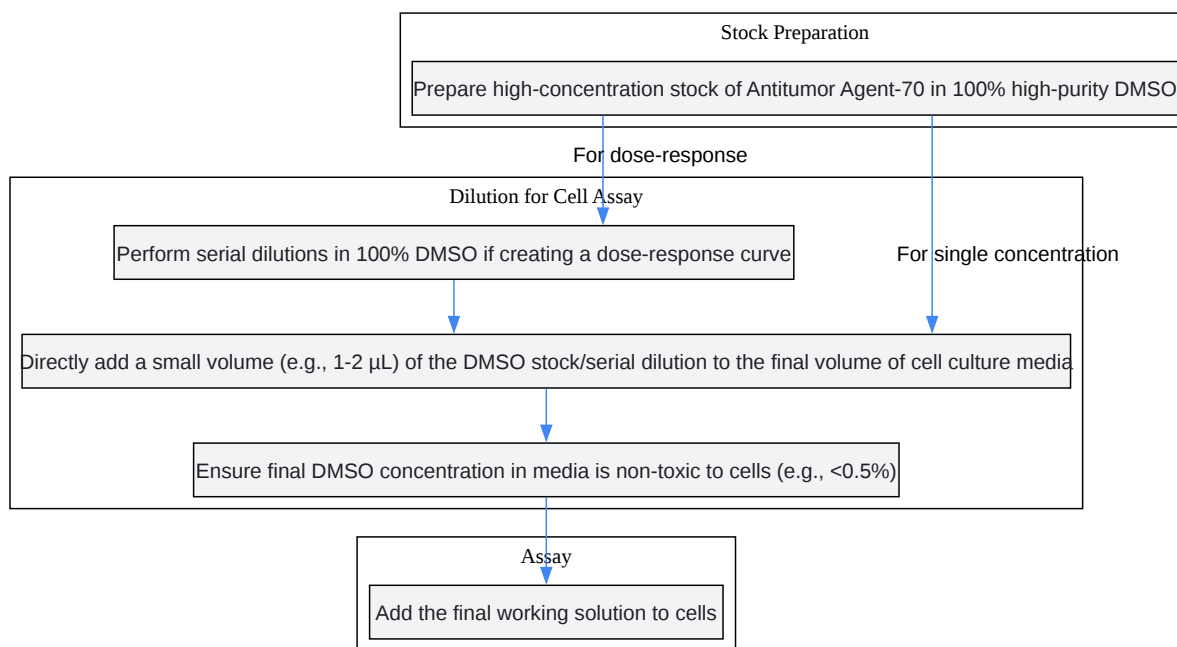 Stock Preparation
Prepare high-concentration stock of Antitumor Agent-70 in 100% high-purity DMSO
For dose-response
Dilution for Cell Assay
Perform serial dilutions in 100% DMSO if creating a dose-response curve
For single concentration
Directly add a small volume (e.g., 1-2 µL) of the DMSO stock/serial dilution to the final volume of cell culture media
Ensure final DMSO concentration in media is non-toxic to cells (e.g., <0.5%)
Assay
Add the final working solution to cells